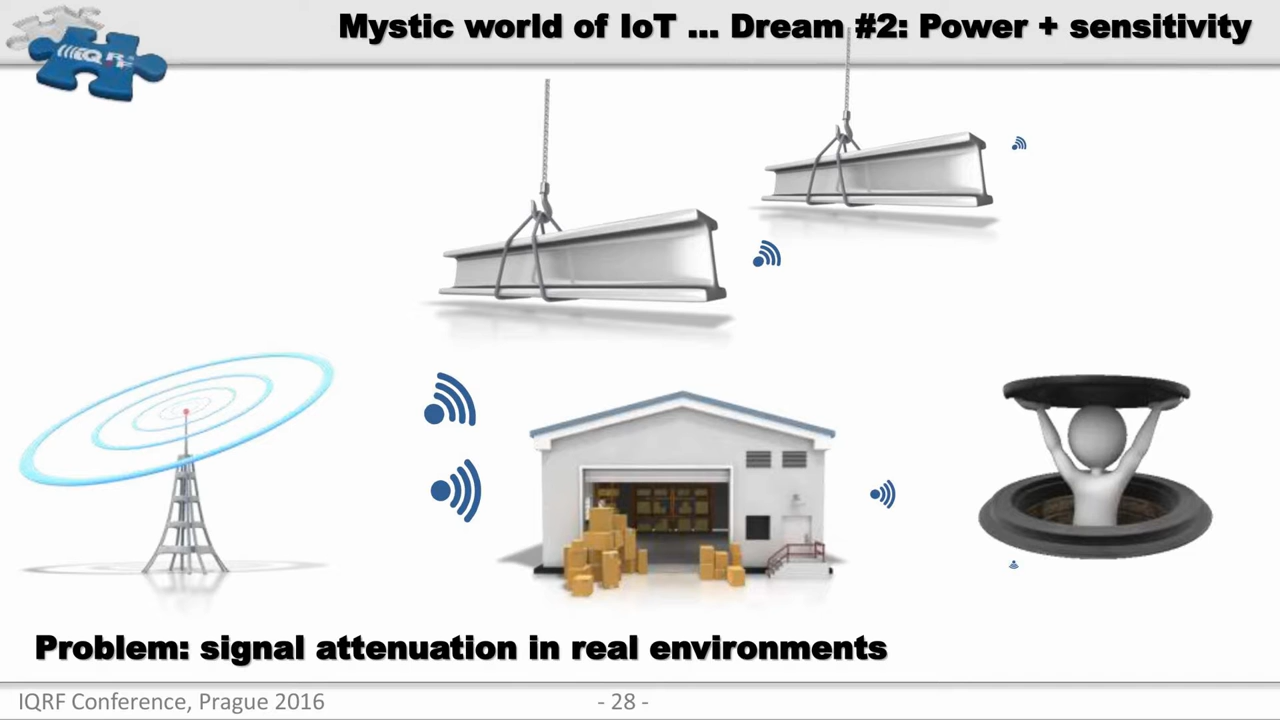 Mystic world of IoT ... Dream #2: Power + sensitivity
IQRF
Problem: signal attenuation in real environments
IQRF Conference, Prague 2016
- 28 -